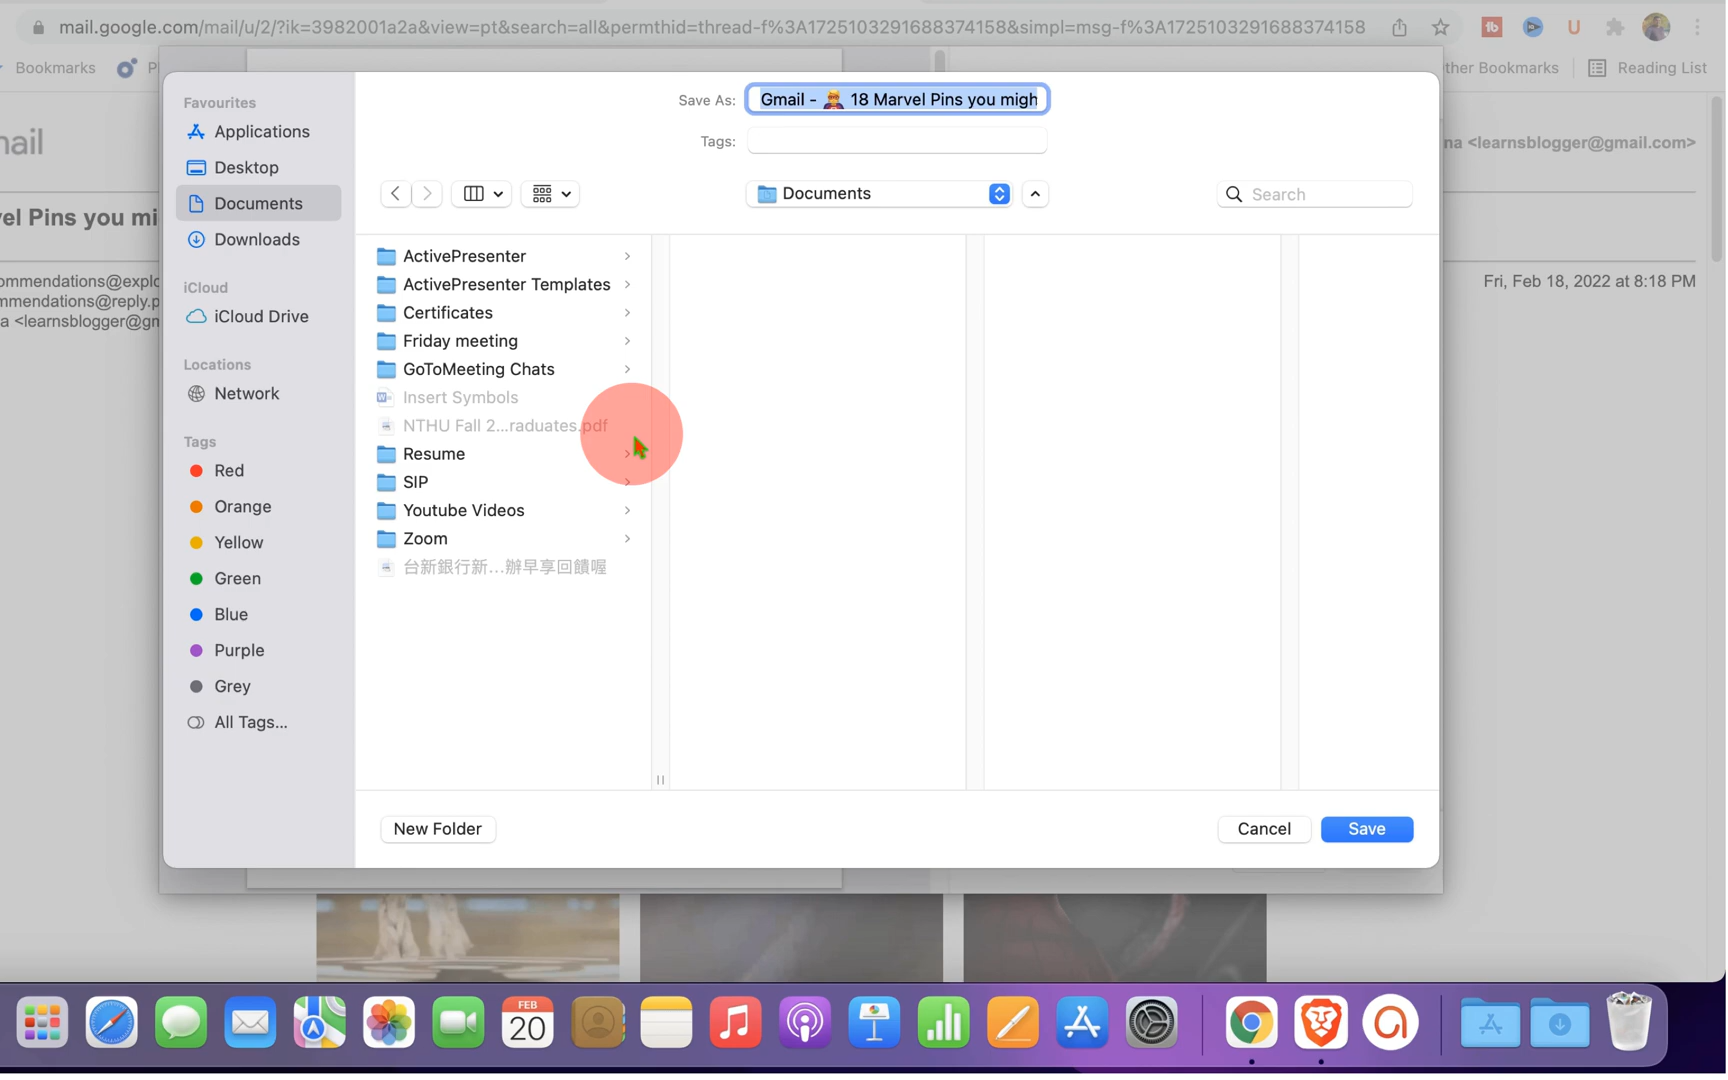 mail.google.com/mail/u/2/?ik=3982001a2a&view=pt&search=all&permthid=thread-f%3A1725103291688374158&simpl=msg-f%3A1725103291688374158
Bookmarks
ther Bookmarks
Reading List
nail
na <learnsblogger@gmail.com>
el Pins you mi
ommendations@explo
mmendations@reply.p
a <learnsblogger@gm
Fri, Feb 18, 2022 at 8:18 PM
Favourites
Applications
Desktop
Documents
Downloads
iCloud
iCloud Drive
Locations
Network
Tags
Red
Orange
Yellow
Green
Blue
Purple
Grey
All Tags...
Save As: Gmail - 🦸 18 Marvel Pins you migh
Tags:
Documents
Search
ActivePresenter
ActivePresenter Templates
Certificates
Friday meeting
GoToMeeting Chats
Insert Symbols
NTHU Fall 2...raduates.pdf
Resume
SIP
Youtube Videos
Zoom
台新銀行新...辦早享回饋喔
New Folder
Cancel
Save
FEB
20